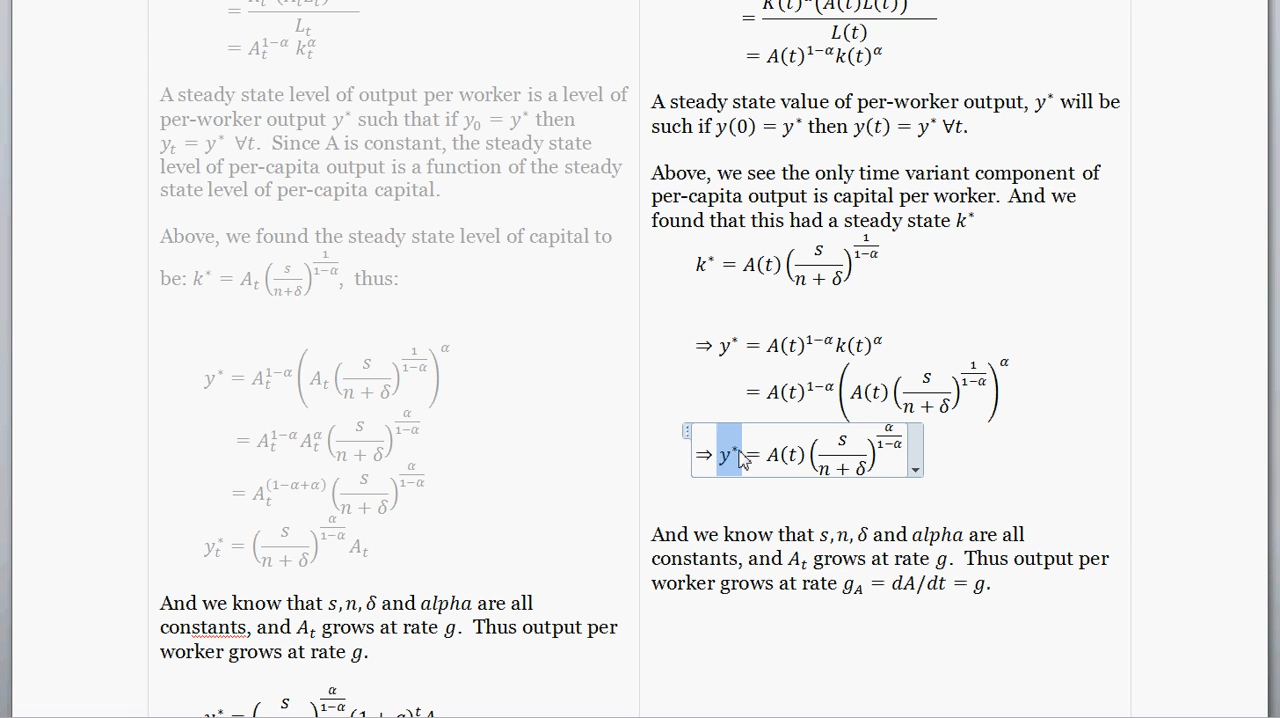 = A_t^α (A_t L_t) / L_t
= A_t^{1−α} k_t^α
A steady state level of output per worker is a level of
per-worker output y* such that if y_0 = y* then
y_t = y* ∀t. Since A is constant, the steady state
level of per-capita output is a function of the steady
state level of per-capita capital.
Above, we found the steady state level of capital to
be: k* = A_t (s/(n+δ))^{1/(1−α)}, thus:
y* = A_t^{1−α} (A_t (s/(n + δ))^{1/(1−α)})^α
= A_t^{1−α} A_t^α (s/(n + δ))^{α/(1−α)}
= A_t^{(1−α+α)} (s/(n + δ))^{α/(1−α)}
y_t* = (s/(n + δ))^{α/(1−α)} A_t
And we know that s, n, δ and alpha are all
constants, and A_t grows at rate g. Thus output per
worker grows at rate g.
K(t)^α (A(t)L(t))
= L(t)
= A(t)^{1−α} k(t)^α
A steady state value of per-worker output, y* will be
such if y(0) = y* then y(t) = y* ∀t.
Above, we see the only time variant component of
per-capita output is capital per worker. And we
found that this had a steady state k*
k* = A(t) (s/(n + δ))^{1/(1−α)}
⇒ y* = A(t)^{1−α} k(t)^α
= A(t)^{1−α} (A(t) (s/(n + δ))^{1/(1−α)})^α
⇒ y* = A(t) (s/(n + δ))^{α/(1−α)}
And we know that s, n, δ and alpha are all
constants, and A_t grows at rate g. Thus output per
worker grows at rate g_A = dA/dt = g.